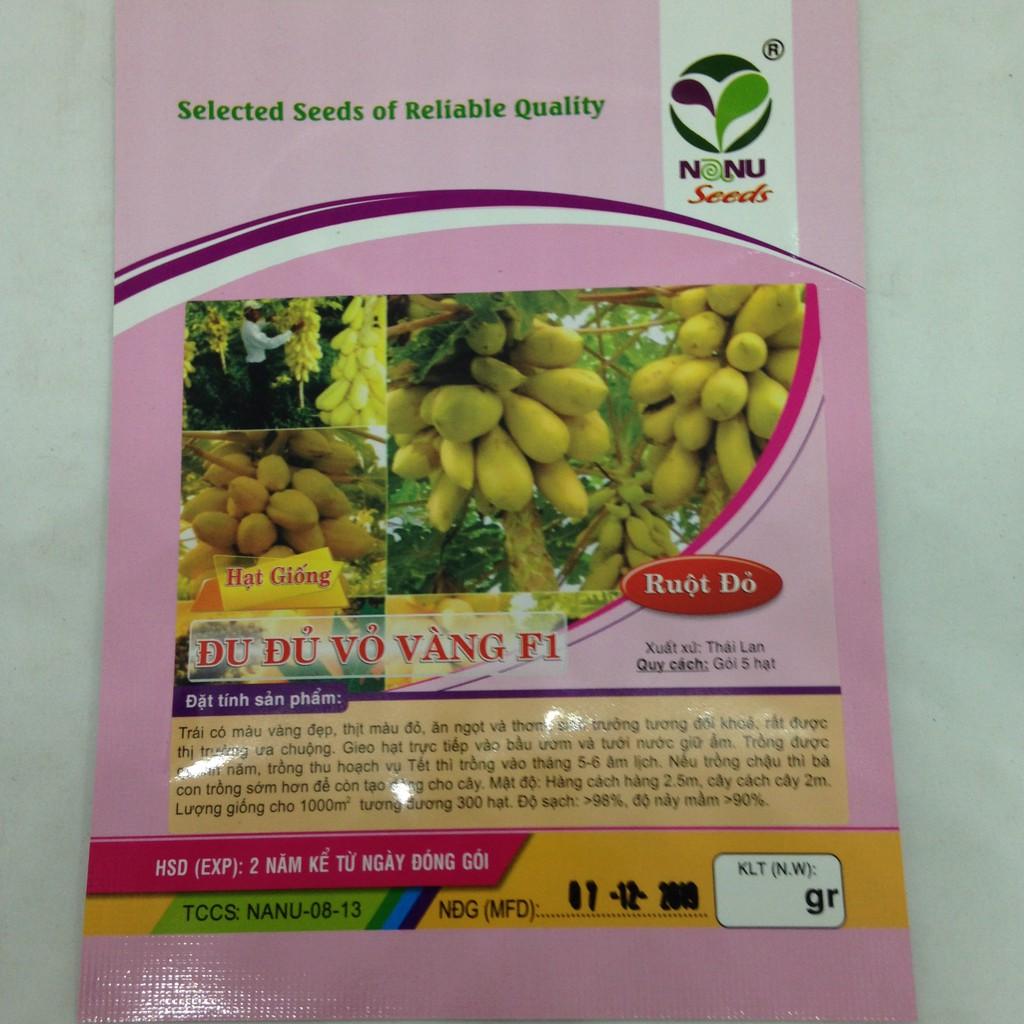 Selected Seeds of Reliable Quality
®
NANU
Seeds
Hạt Giống
ĐU ĐỦ VỎ VÀNG F1
Ruột Đỏ
Xuất xứ: Thái Lan
Quy cách: Gói 5 hạt
Đặt tính sản phẩm:
Trái có màu vàng đẹp, thịt màu đỏ, ăn ngọt và thơm, sinh trưởng tương đối khoẻ, rất được
thị trường ưa chuộng. Gieo hạt trực tiếp vào bầu ươm và tưới nước giữ ẩm. Trồng được
năm, trồng thu hoạch vụ Tết thì trồng vào tháng 5-6 âm lịch. Nếu trồng chậu thì bà
con trồng sớm hơn để còn tạo cho cây. Mật độ: Hàng cách hàng 2.5m, cây cách cây 2m.
Lượng giống cho 1000m² tương đương 300 hạt. Độ sạch: >98%, độ nảy mầm >90%.
HSD (EXP): 2 NĂM KỂ TỪ NGÀY ĐÓNG GÓI
TCCS: NANU-08-13
NĐG (MFD): 07 -12- 2019
KLT (N.W):
gr